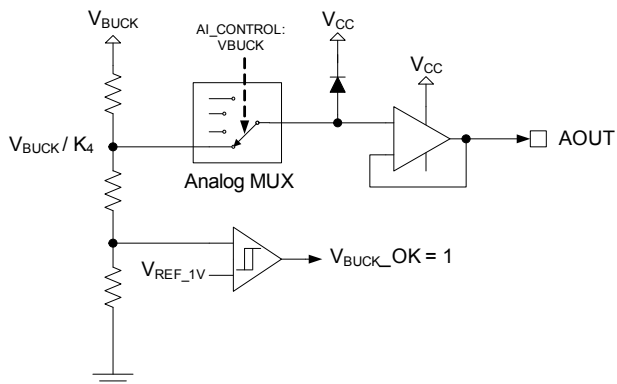 VBUCK
AI_CONTROL:
VBUCK
VCC
VCC
VBUCK / K4
AOUT
Analog MUX
VREF_1V
VBUCK_OK = 1